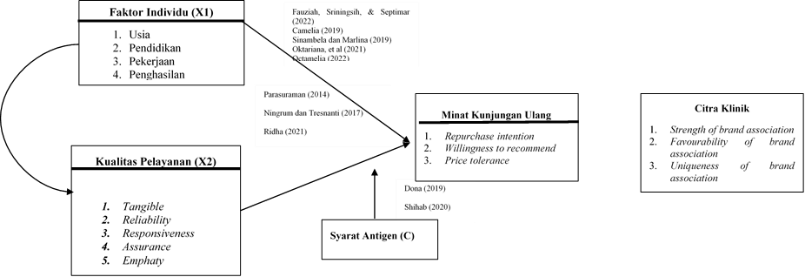 Faktor Individu (X1)
1. Usia
2. Pendidikan
3. Pekerjaan
4. Penghasilan
Fauziah, Sriningsih, & Septimar
(2022)
Camelia (2019)
Sinambela dan Marlina (2019)
Oktariana, et al (2021)
Octamelia (2022)
Parasuraman (2014)
Ningrum dan Tresnanti (2017)
Ridha (2021)
Minat Kunjungan Ulang
1. Repurchase intention
2. Willingness to recommend
3. Price tolerance
Citra Klinik
1. Strength of brand association
2. Favourability of brand
association
3. Uniqueness of brand
association
Kualitas Pelayanan (X2)
1. Tangible
2. Reliability
3. Responsiveness
4. Assurance
5. Emphaty
Dona (2019)
Shihab (2020)
Syarat Antigen (C)